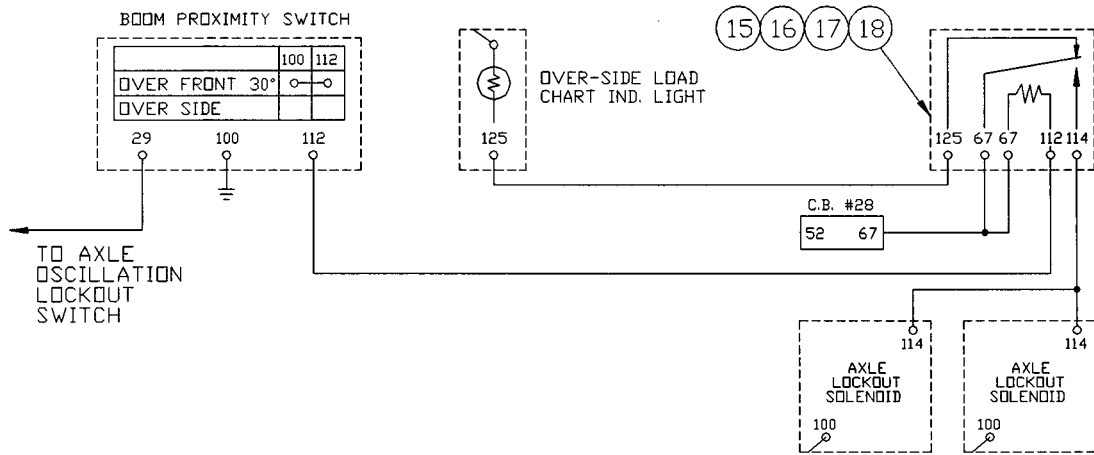 BOOM PROXIMITY SWITCH
100 112
OVER FRONT 30°
OVER SIDE
29 100 112
TO AXLE
OSCILLATION
LOCKOUT
SWITCH
OVER-SIDE LOAD
CHART IND. LIGHT
125
15 16 17 18
125 67 67 112 114
C.B. #28
52 67
114
AXLE
LOCKOUT
SOLENOID
100
114
AXLE
LOCKOUT
SOLENOID
100